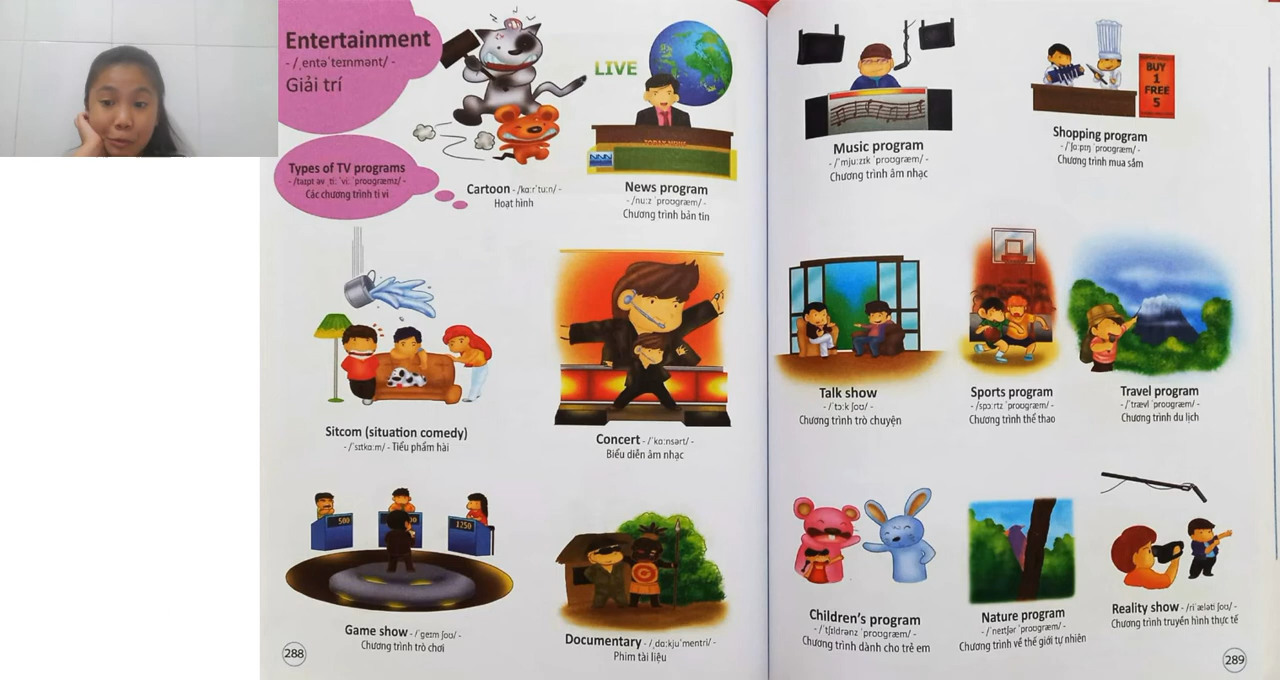 Entertainment
- /ˌentəˈteɪnmənt/ -
Giải trí
Types of TV programs
- /taɪpt əv ˌtiːˈviː ˈproʊɡræmz/ -
Các chương trình ti vi
Cartoon - /kɑːrˈtuːn/ -
Hoạt hình
LIVE
News program
- /nuːz ˈproʊɡræm/ -
Chương trình bản tin
Sitcom (situation comedy)
- /ˈsɪtkɑːm/ - Tiểu phẩm hài
Concert - /ˈkɑːnsərt/ -
Biểu diễn âm nhạc
500
1250
Game show - /ˈɡeɪm ʃoʊ/ -
Chương trình trò chơi
Documentary - /ˌdɑːkjuˈmentri/ -
Phim tài liệu
288
Music program
- /ˈmjuːzɪk ˈproʊɡræm/ -
Chương trình âm nhạc
BUY
1
FREE
5
Shopping program
- /ˈʃɑːpɪŋ ˈproʊɡræm/ -
Chương trình mua sắm
Talk show
- /ˈtɔːk ʃoʊ/ -
Chương trình trò chuyện
Sports program
- /spɔːrtz ˈproʊɡræm/ -
Chương trình thể thao
Travel program
- /ˈtrævl ˈproʊɡræm/ -
Chương trình du lịch
Children's program
- /ˈtʃɪldrənz ˈproʊɡræm/ -
Chương trình dành cho trẻ em
Nature program
- /ˈneɪtʃər ˈproʊɡræm/ -
Chương trình về thế giới tự nhiên
Reality show - /riˈæləti ʃoʊ/ -
Chương trình truyền hình thực tế
289